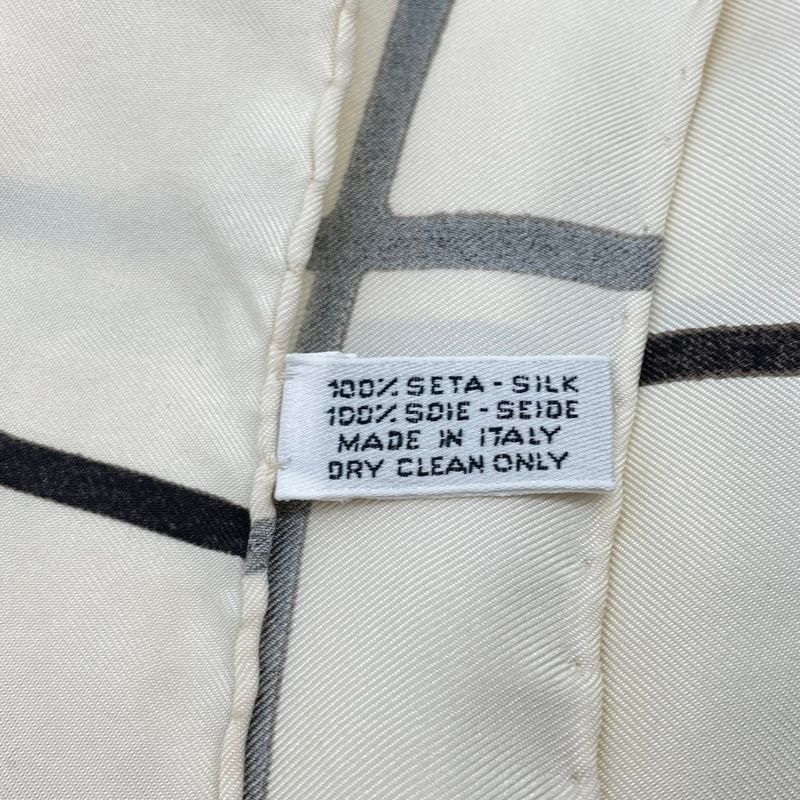 100% SETA - SILK
100% SOIE - SEIDE
MADE IN ITALY
DRY CLEAN ONLY